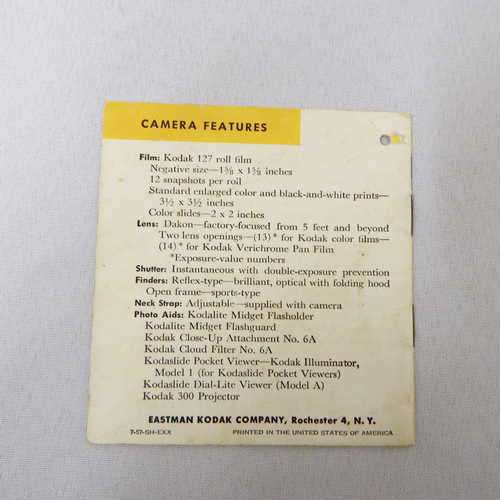 CAMERA FEATURES
Film: Kodak 127 roll film
Negative size—1⅝ x 1⅝ inches
12 snapshots per roll
Standard enlarged color and black-and-white prints—
3½ x 3½ inches
Color slides—2 x 2 inches
Lens: Dakon—factory-focused from 5 feet and beyond
Two lens openings—(13)* for Kodak color films—
(14)* for Kodak Verichrome Pan Film
*Exposure-value numbers
Shutter: Instantaneous with double-exposure prevention
Finders: Reflex-type—brilliant, optical with folding hood
Open frame—sports-type
Neck Strap: Adjustable—supplied with camera
Photo Aids: Kodalite Midget Flasholder
Kodalite Midget Flashguard
Kodak Close-Up Attachment No. 6A
Kodak Cloud Filter No. 6A
Kodaslide Pocket Viewer—Kodak Illuminator,
Model 1 (for Kodaslide Pocket Viewers)
Kodaslide Dial-Lite Viewer (Model A)
Kodak 300 Projector
EASTMAN KODAK COMPANY, Rochester 4, N. Y.
7-57-GH-EXX PRINTED IN THE UNITED STATES OF AMERICA